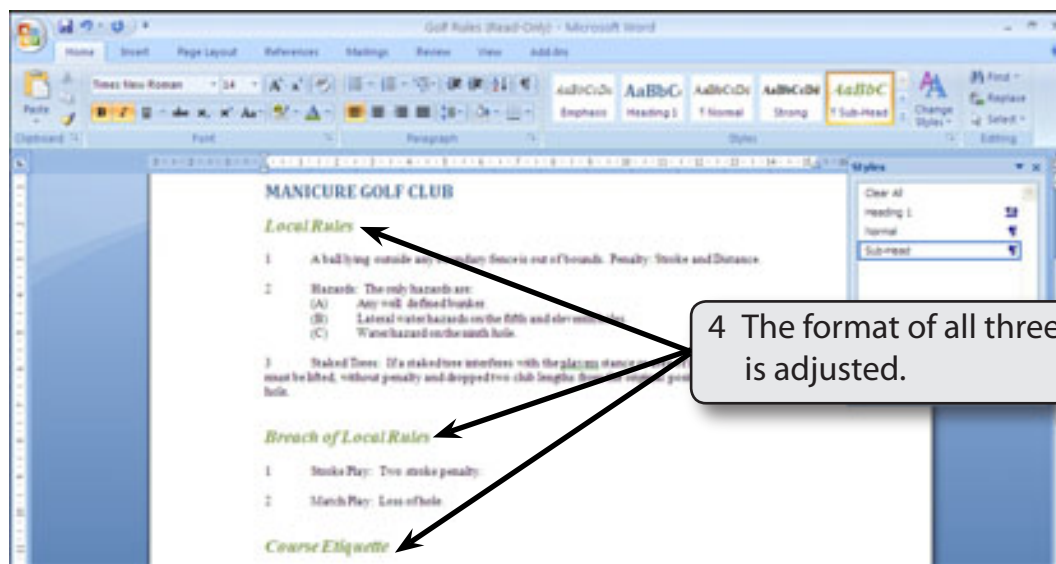 Golf Rules (Read-Only) - Microsoft Word
Home Insert Page Layout References Mailings Review View Add-Ins
Times New Roman 14
Find
Paste
Replace
Change Styles
Select
AaBbCcDc AaBbC AaBbCcDc AaBbCcDd AaBbC
Emphasis Heading 1 ¶ Normal Strong ¶ Sub-Head
Clipboard Font Paragraph Styles Editing
Styles
MANICURE GOLF CLUB
Clear All
Heading 1
Normal
Sub-Head
Local Rules
1 A ball lying outside any boundary fence is out of bounds. Penalty: Stroke and Distance.
2 Hazards: The only hazards are:
(A) Any well defined bunker
(B) Lateral water hazards on the fifth and eleventh
(C) Water hazard on the ninth hole.
4 The format of all three
is adjusted.
3 Staked Trees: If a staked tree interferes with the players stance
must be lifted, without penalty and dropped two club lengths from the
hole.
Breach of Local Rules
1 Stroke Play: Two stroke penalty
2 Match Play: Loss of hole
Course Etiquette